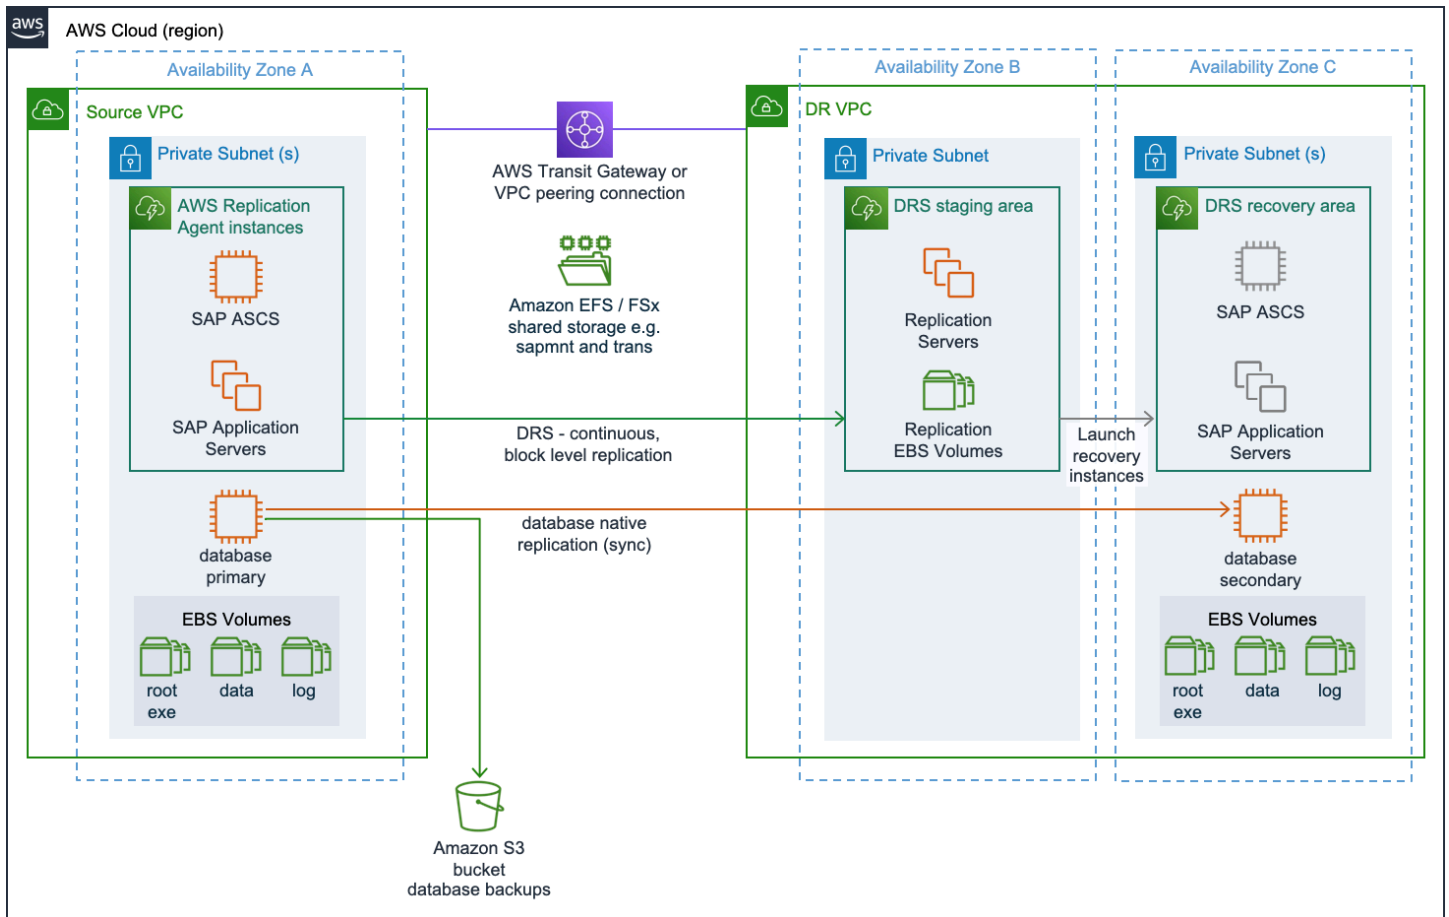 aws
AWS Cloud (region)
Availability Zone A
Source VPC
Private Subnet (s)
AWS Replication
Agent instances
SAP ASCS
SAP Application
Servers
database
primary
EBS Volumes
root
exe
data
log
AWS Transit Gateway or
VPC peering connection
Amazon EFS / FSx
shared storage e.g.
sapmnt and trans
DRS - continuous,
block level replication
database native
replication (sync)
Amazon S3
bucket
database backups
Availability Zone B
DR VPC
Private Subnet
DRS staging area
Replication
Servers
Replication
EBS Volumes
Launch
recovery
instances
Availability Zone C
Private Subnet (s)
DRS recovery area
SAP ASCS
SAP Application
Servers
database
secondary
EBS Volumes
root
exe
data
log